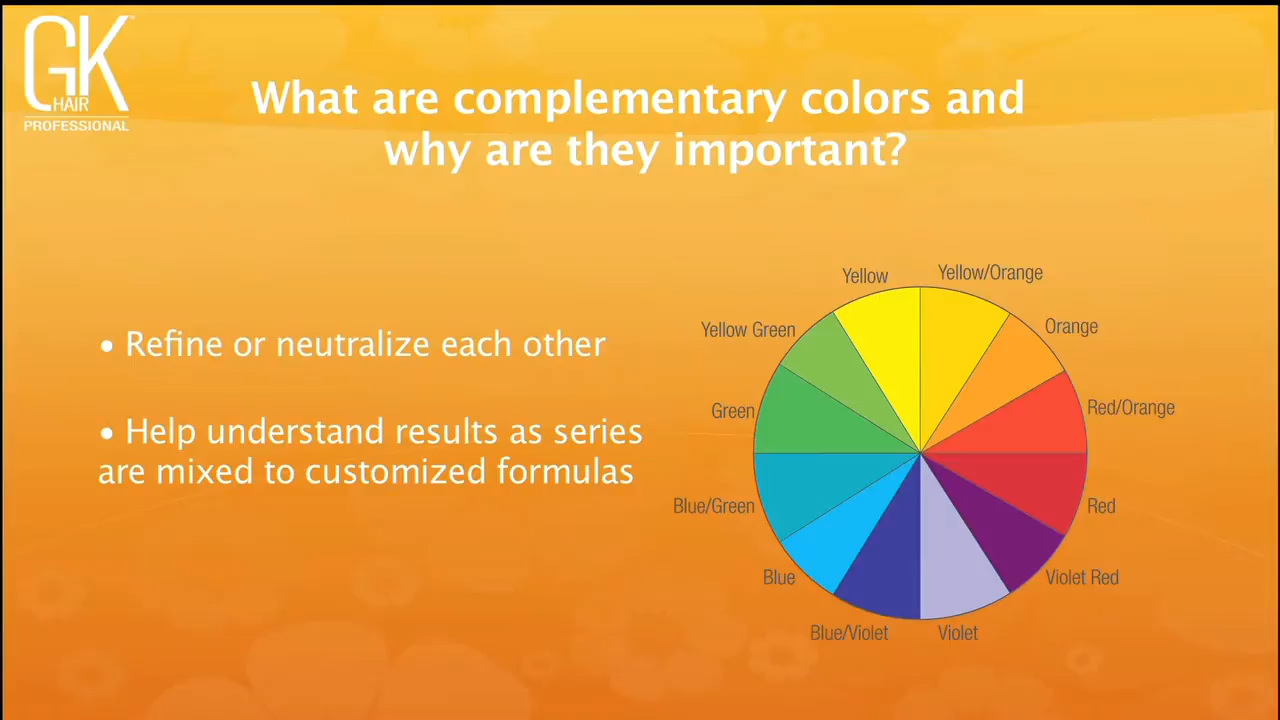 GK
HAIR
PROFESSIONAL
What are complementary colors and
why are they important?
• Refine or neutralize each other
• Help understand results as series
are mixed to customized formulas
Yellow
Yellow/Orange
Yellow Green
Orange
Green
Red/Orange
Blue/Green
Red
Blue
Violet Red
Blue/Violet
Violet